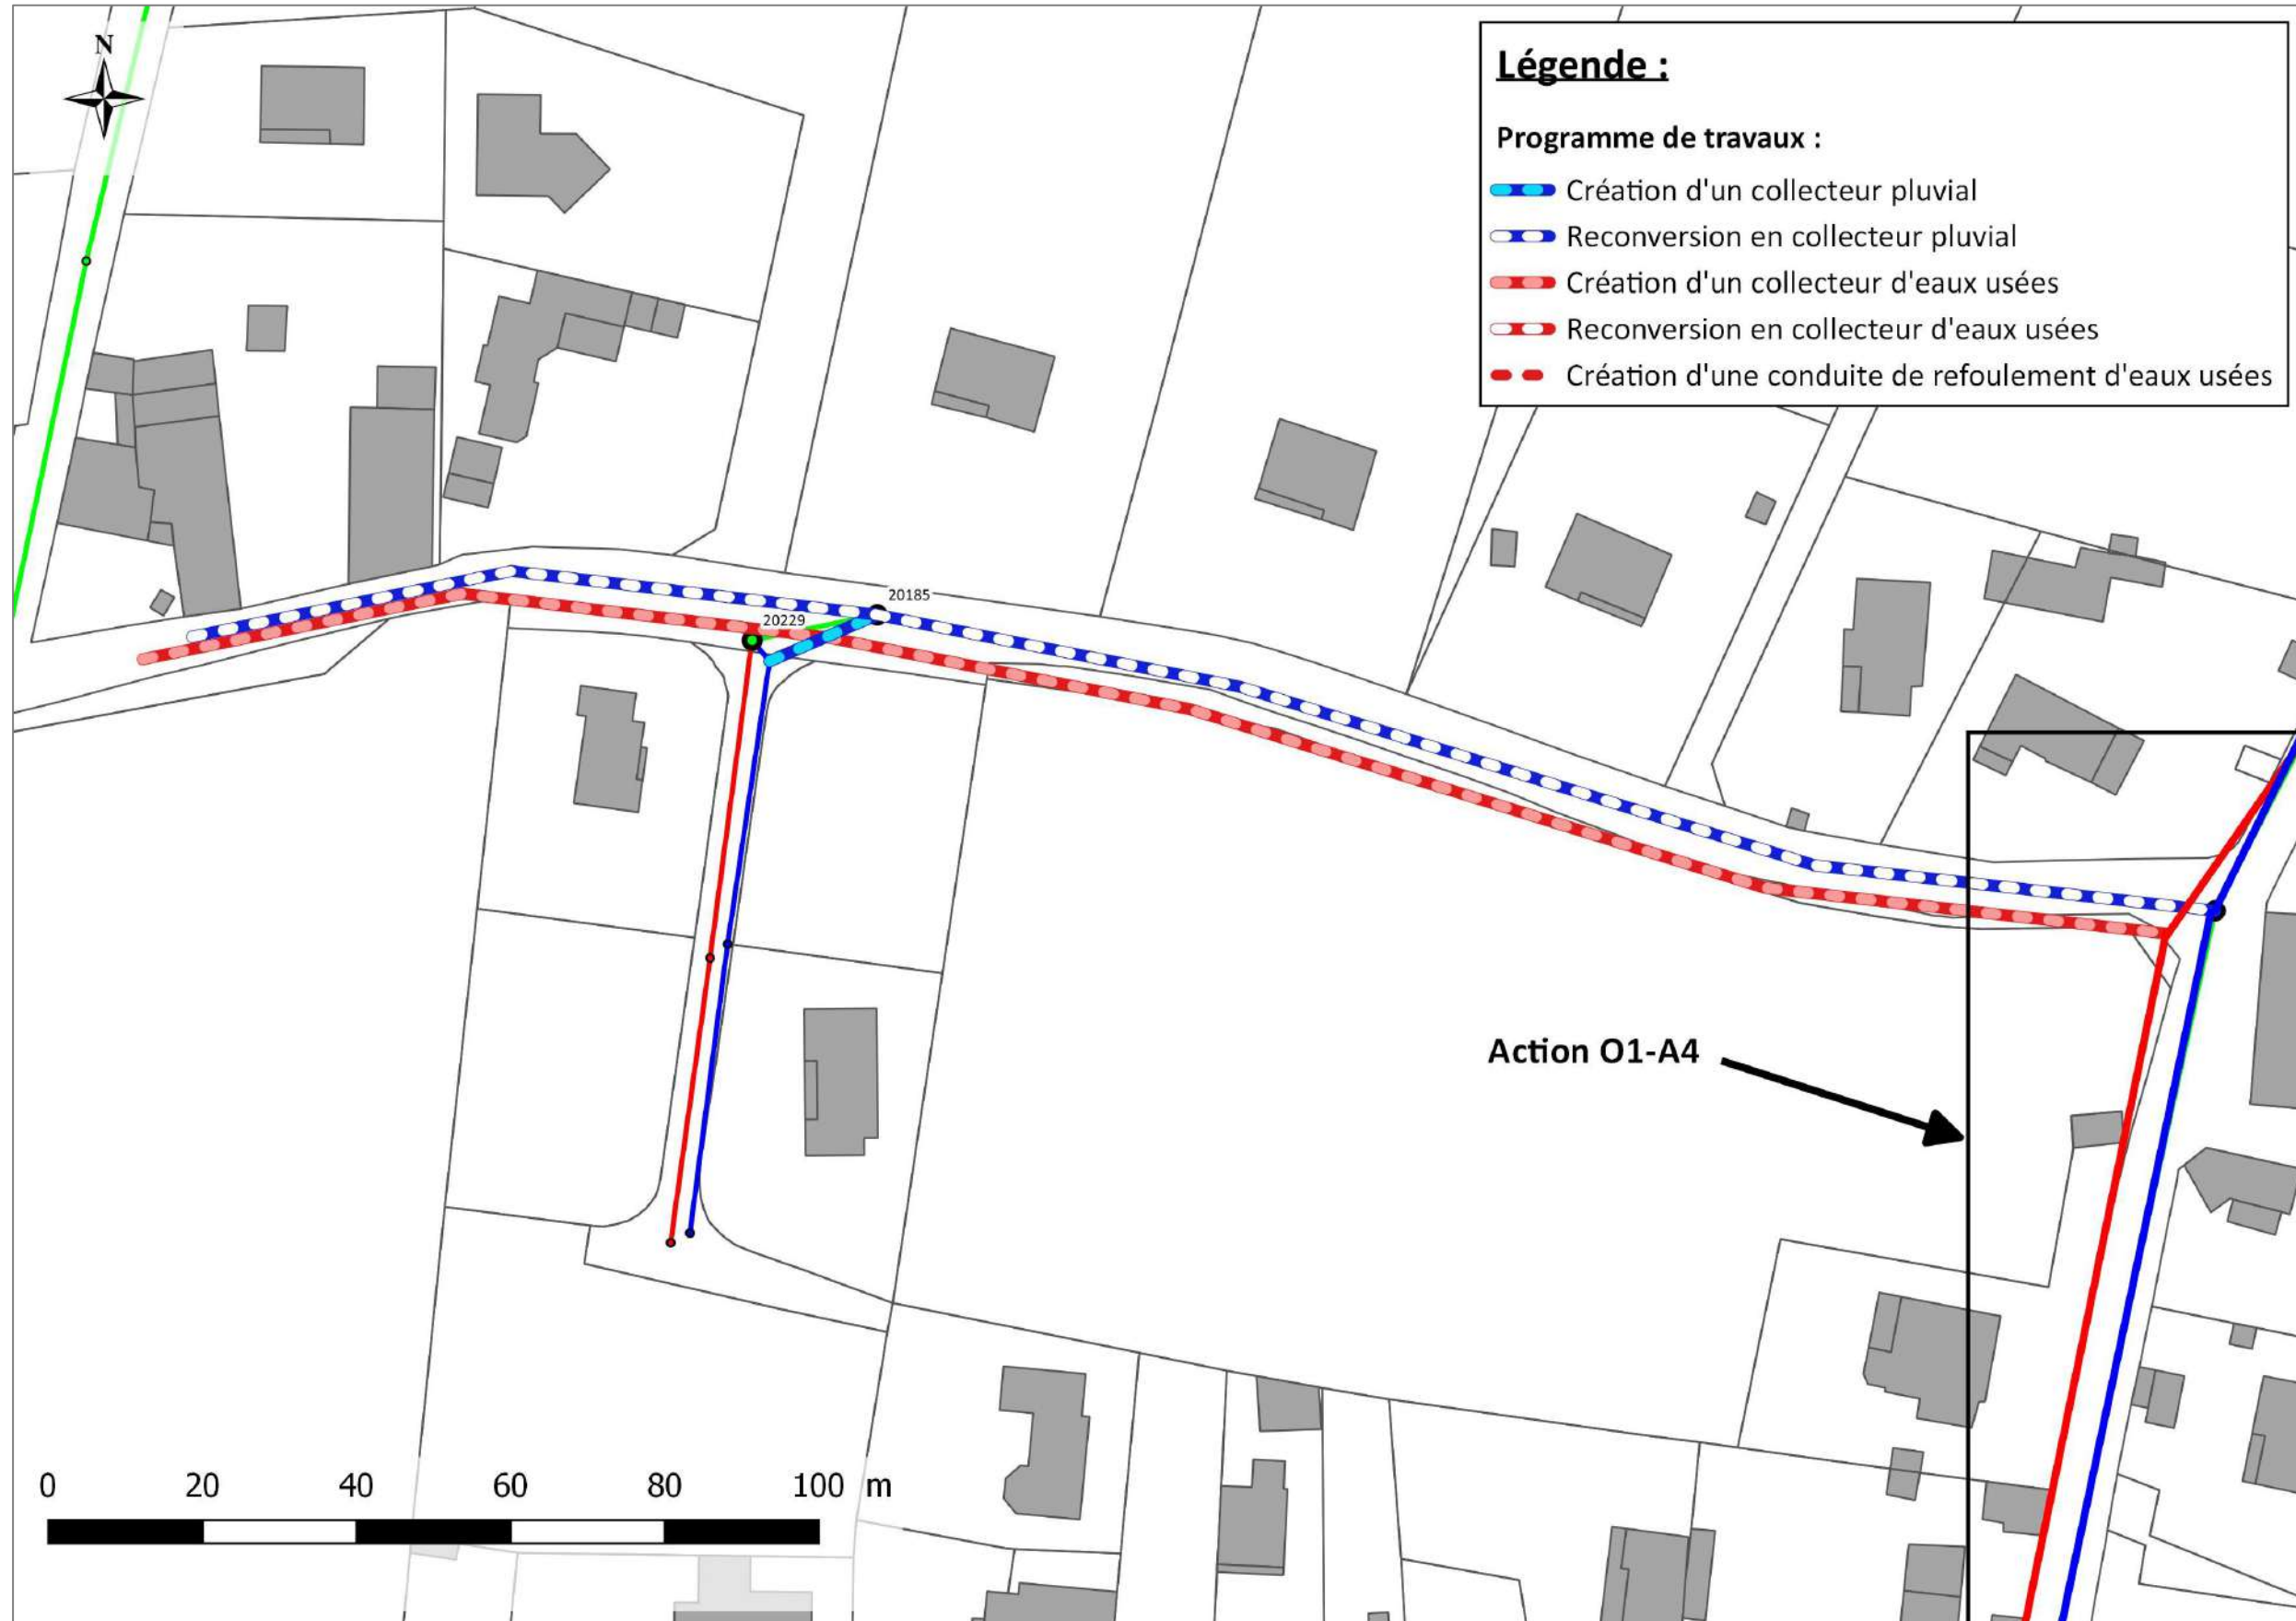 N
Légende :
Programme de travaux :
Création d'un collecteur pluvial
Reconversion en collecteur pluvial
Création d'un collecteur d'eaux usées
Reconversion en collecteur d'eaux usées
Création d'une conduite de refoulement d'eaux usées
20185
20229
Action O1-A4
0 20 40 60 80 100 m